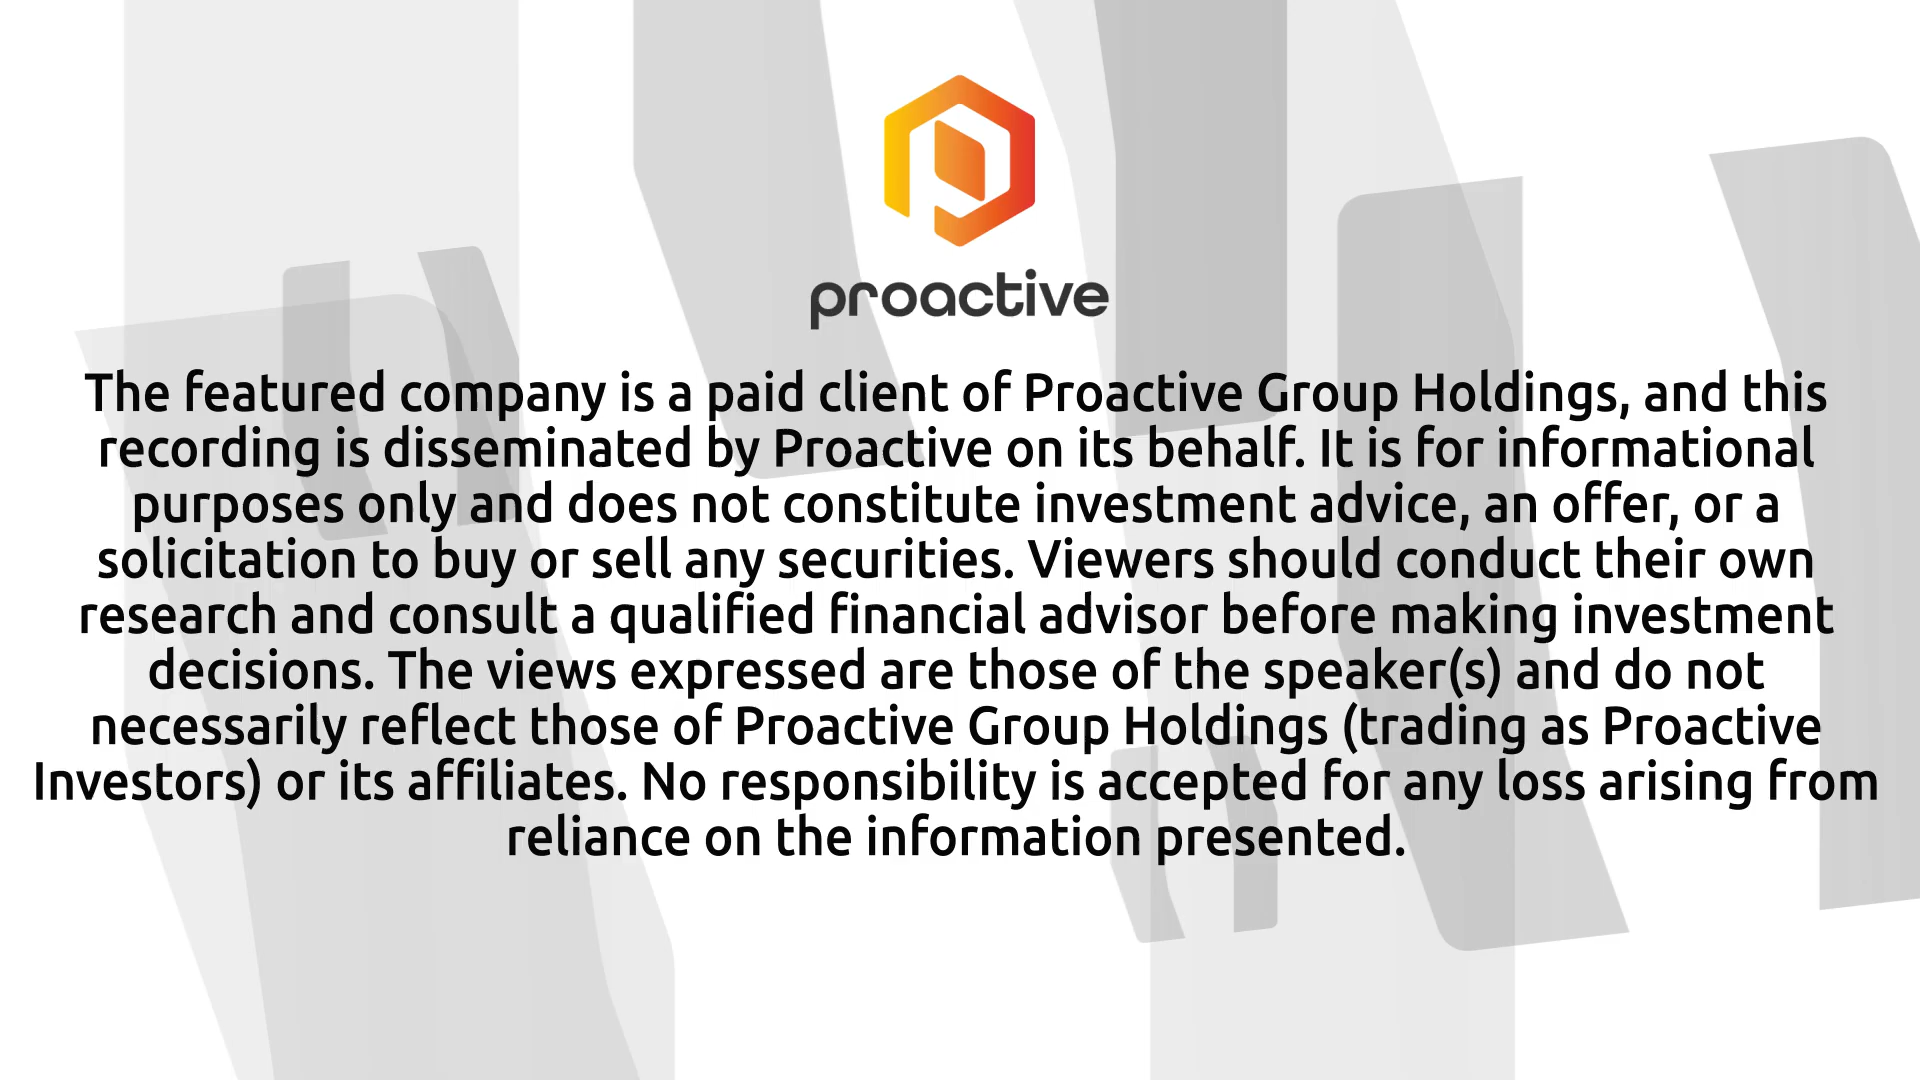 proactive
The featured company is a paid client of Proactive Group Holdings, and this
recording is disseminated by Proactive on its behalf. It is for informational
purposes only and does not constitute investment advice, an offer, or a
solicitation to buy or sell any securities. Viewers should conduct their own
research and consult a qualified financial advisor before making investment
decisions. The views expressed are those of the speaker(s) and do not
necessarily reflect those of Proactive Group Holdings (trading as Proactive
Investors) or its affiliates. No responsibility is accepted for any loss arising from
reliance on the information presented.